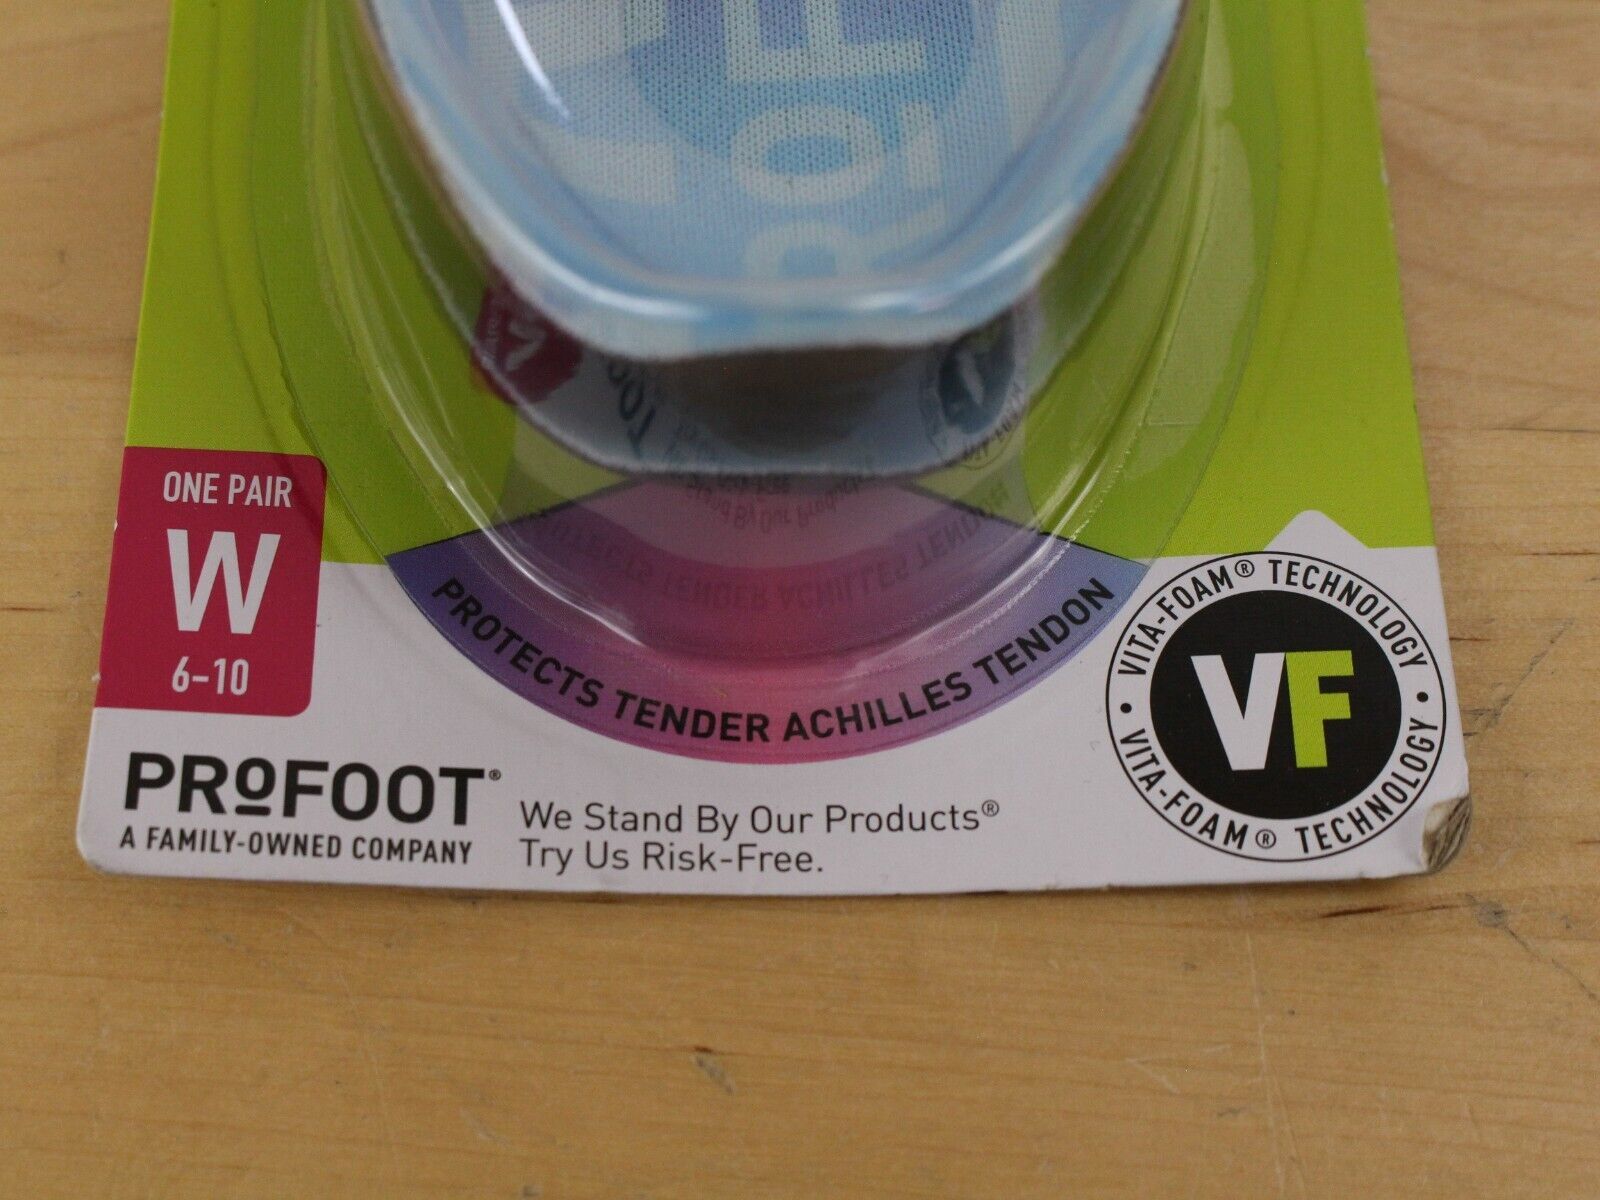 ONE PAIR
W
6-10
PROTECTS TENDER ACHILLES TENDON
VITA-FOAM® TECHNOLOGY •
VITA-FOAM® TECHNOLOGY •
VF
PROFOOT®
A FAMILY-OWNED COMPANY
We Stand By Our Products®
Try Us Risk-Free.